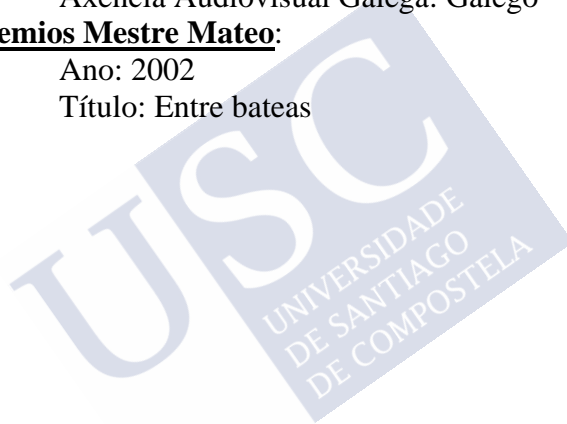 Axencia Audiovisual Galega: Galego
emios Mestre Mateo:
Ano: 2002
Título: Entre bateas
USC
UNIVERSIDADE
DE SANTIAGO
DE COMPOSTELA